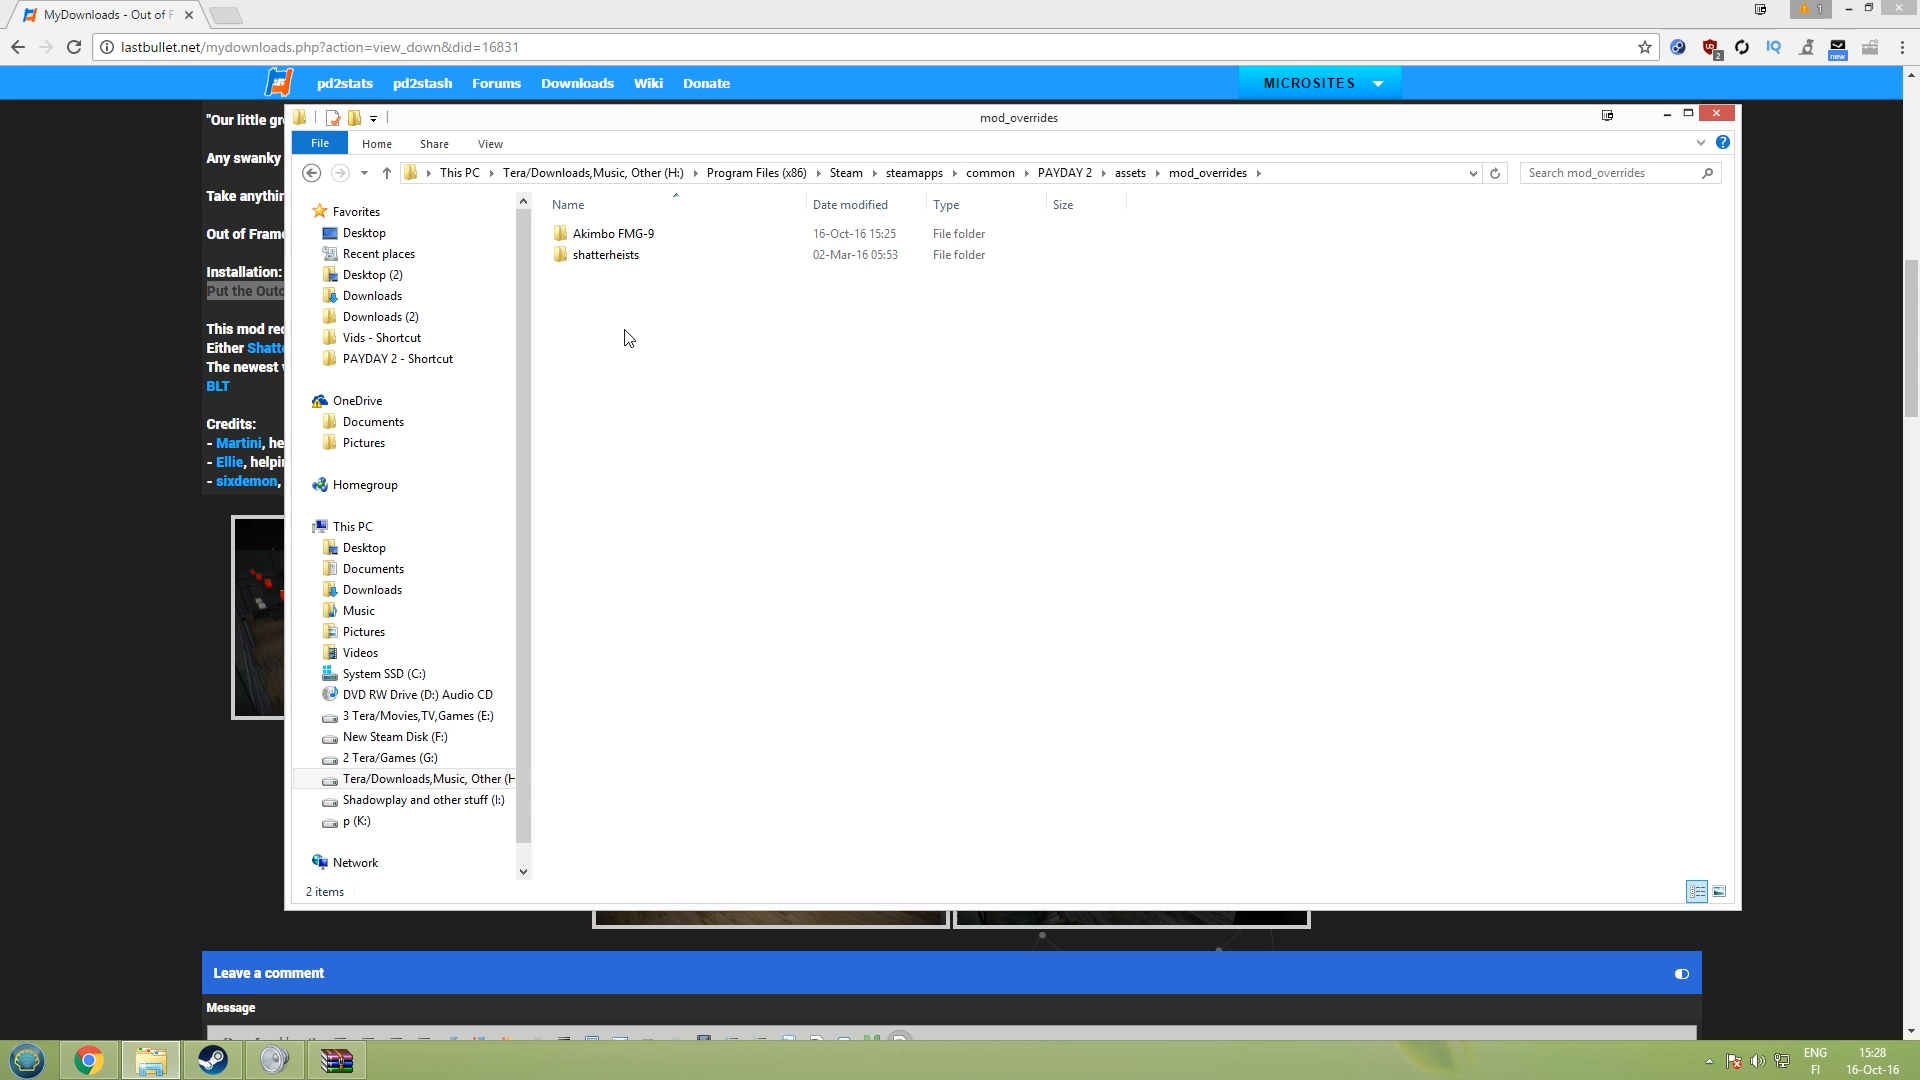 MyDownloads - Out of F
1
lastbullet.net/mydownloads.php?action=view_down&did=16831
2
IQ
new
pd2stats
pd2stash
Forums
Downloads
Wiki
Donate
MICROSITES
"Our little gr
Any swanky
Take anythin
Out of Frame
Installation:
Put the Outo
This mod req
Either Shatte
The newest v
BLT
Credits:
- Martini, he
- Ellie, helpi
- sixdemon,
mod_overrides
File
Home
Share
View
This PC
Tera/Downloads,Music, Other (H:)
Program Files (x86)
Steam
steamapps
common
PAYDAY 2
assets
mod_overrides
Search mod_overrides
Favorites
Desktop
Recent places
Desktop (2)
Downloads
Downloads (2)
Vids - Shortcut
PAYDAY 2 - Shortcut
OneDrive
Documents
Pictures
Homegroup
This PC
Desktop
Documents
Downloads
Music
Pictures
Videos
System SSD (C:)
DVD RW Drive (D:) Audio CD
3 Tera/Movies,TV,Games (E:)
New Steam Disk (F:)
2 Tera/Games (G:)
Tera/Downloads,Music, Other (H
Shadowplay and other stuff (I:)
p (K:)
Network
Name
Date modified
Type
Size
Akimbo FMG-9
16-Oct-16 15:25
File folder
shatterheists
02-Mar-16 05:53
File folder
2 items
Leave a comment
Message
ENG
FI
15:28
16-Oct-16